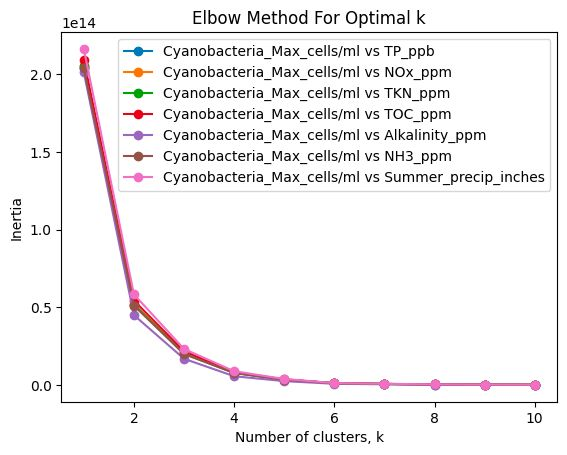 Elbow Method For Optimal k
1e14
Cyanobacteria_Max_cells/ml vs TP_ppb
Cyanobacteria_Max_cells/ml vs NOx_ppm
Cyanobacteria_Max_cells/ml vs TKN_ppm
Cyanobacteria_Max_cells/ml vs TOC_ppm
Cyanobacteria_Max_cells/ml vs Alkalinity_ppm
Cyanobacteria_Max_cells/ml vs NH3_ppm
Cyanobacteria_Max_cells/ml vs Summer_precip_inches
2.0
1.5
1.0
0.5
0.0
Inertia
2 4 6 8 10
Number of clusters, k